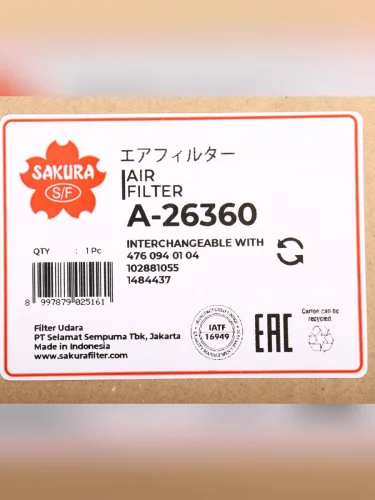 SAKURA
S/F
エアフィルター
AIR
FILTER
A-26360
INTERCHANGEABLE WITH
476 094 01 04
102881055
1484437
QTY : 1 Pc
8 997879 025161
Filter Udara
PT Selamat Sempurna Tbk, Jakarta
Made in Indonesia
www.sakurafilter.com
IATF
16949
EAC
Carton can be
recycled